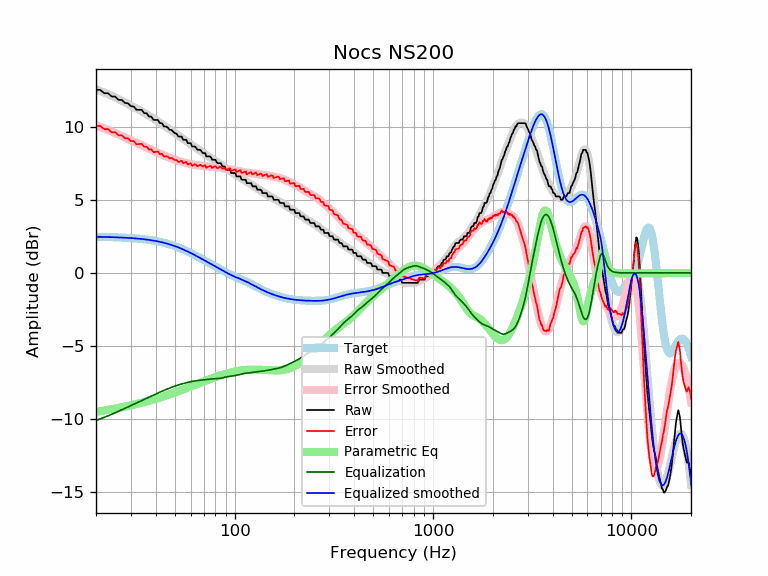 Nocs NS200
Amplitude (dBr)
10
5
0
−5
−10
−15
Target
Raw Smoothed
Error Smoothed
Raw
Error
Parametric Eq
Equalization
Equalized smoothed
100 1000 10000
Frequency (Hz)